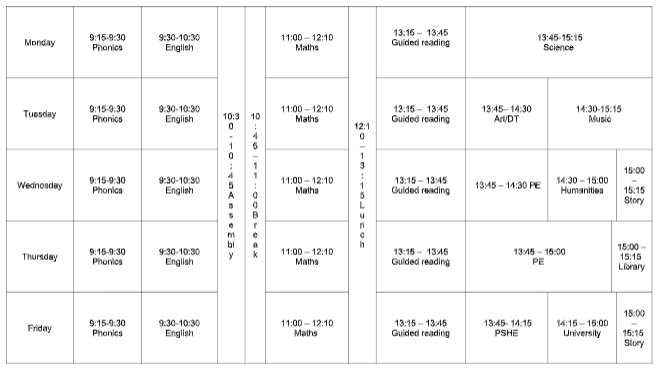 Monday
9:15-9:30
Phonics
9:30-10:30
English
10:30-10:45Assembly
10:45–11:00Break
11:00 – 12:10
Maths
12:10–13:15Lunch
13:15 – 13:45
Guided reading
13:45-15:15
Science
Tuesday
9:15-9:30
Phonics
9:30-10:30
English
11:00 – 12:10
Maths
13:15 – 13:45
Guided reading
13:45– 14:30
Art/DT
14:30-15:15
Music
Wednesday
9:15-9:30
Phonics
9:30-10:30
English
11:00 – 12:10
Maths
13:15 – 13:45
Guided reading
13:45 – 14:30 PE
14:30 – 15:00
Humanities
15:00
–
15:15
Story
Thursday
9:15-9:30
Phonics
9:30-10:30
English
11:00 – 12:10
Maths
13:15 – 13:45
Guided reading
13:45 – 15:00
PE
15:00 –
15:15
Library
Friday
9:15-9:30
Phonics
9:30-10:30
English
11:00 – 12:10
Maths
13:15 – 13:45
Guided reading
13:45- 14:15
PSHE
14:15 – 15:00
University
15:00
–
15:15
Story